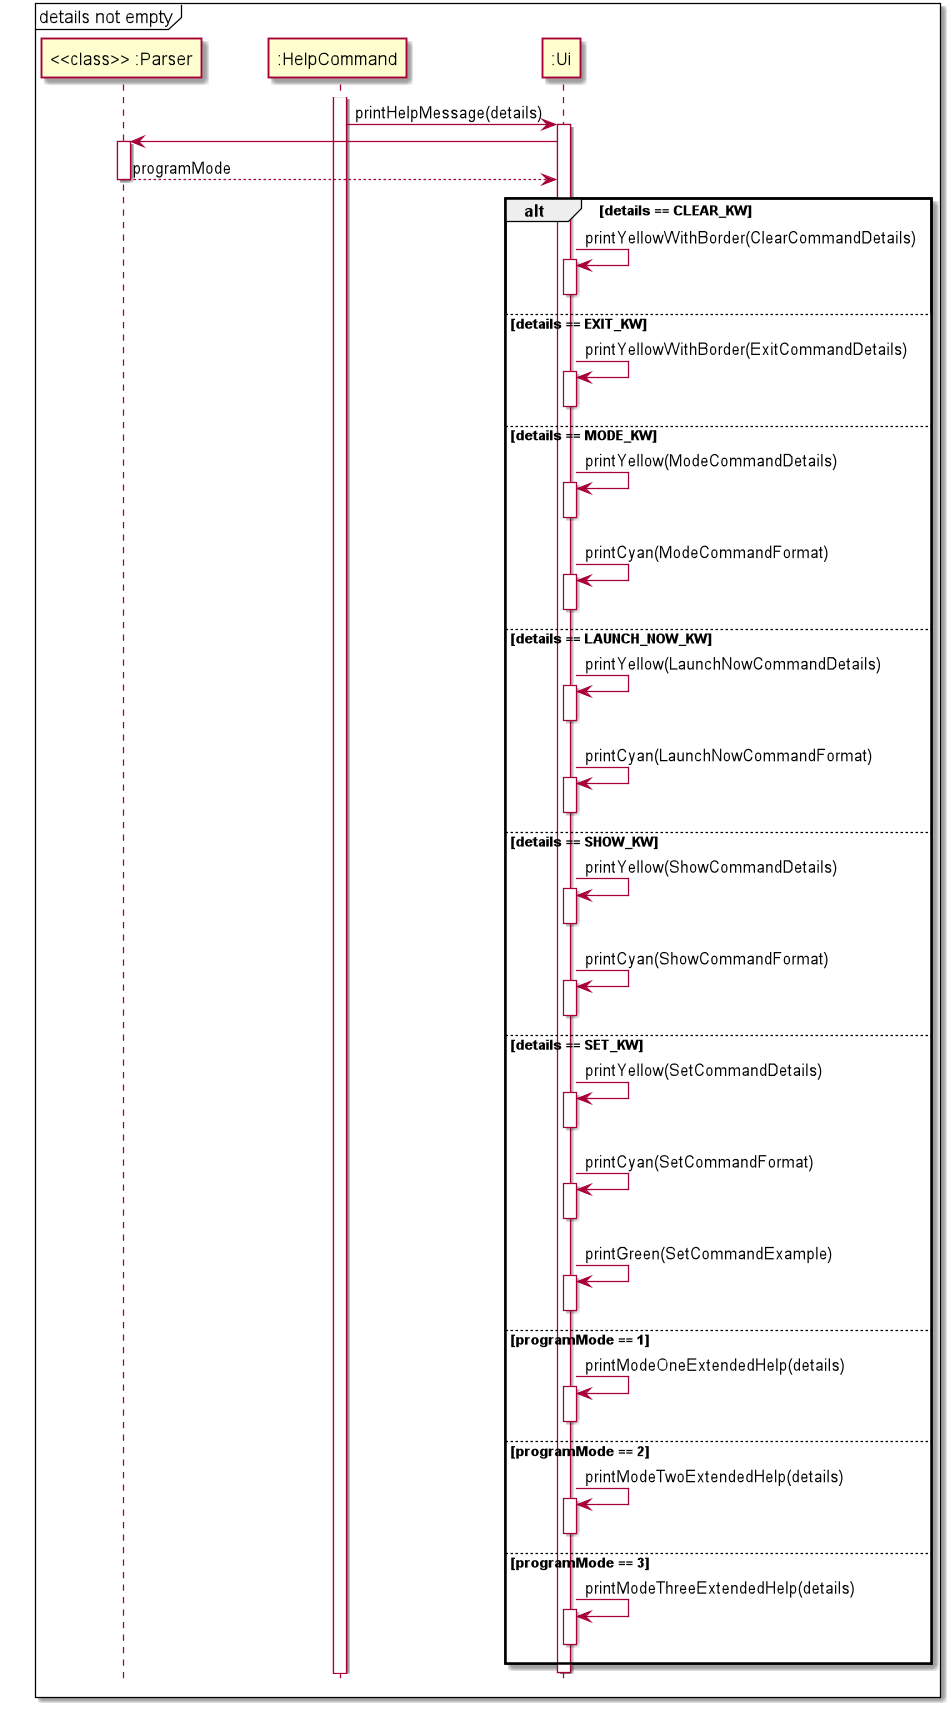 details not empty
<<class>> :Parser
:HelpCommand
:Ui
printHelpMessage(details)
programMode
alt [details == CLEAR_KW]
printYellowWithBorder(ClearCommandDetails)
[details == EXIT_KW]
printYellowWithBorder(ExitCommandDetails)
[details == MODE_KW]
printYellow(ModeCommandDetails)
printCyan(ModeCommandFormat)
[details == LAUNCH_NOW_KW]
printYellow(LaunchNowCommandDetails)
printCyan(LaunchNowCommandFormat)
[details == SHOW_KW]
printYellow(ShowCommandDetails)
printCyan(ShowCommandFormat)
[details == SET_KW]
printYellow(SetCommandDetails)
printCyan(SetCommandFormat)
printGreen(SetCommandExample)
[programMode == 1]
printModeOneExtendedHelp(details)
[programMode == 2]
printModeTwoExtendedHelp(details)
[programMode == 3]
printModeThreeExtendedHelp(details)